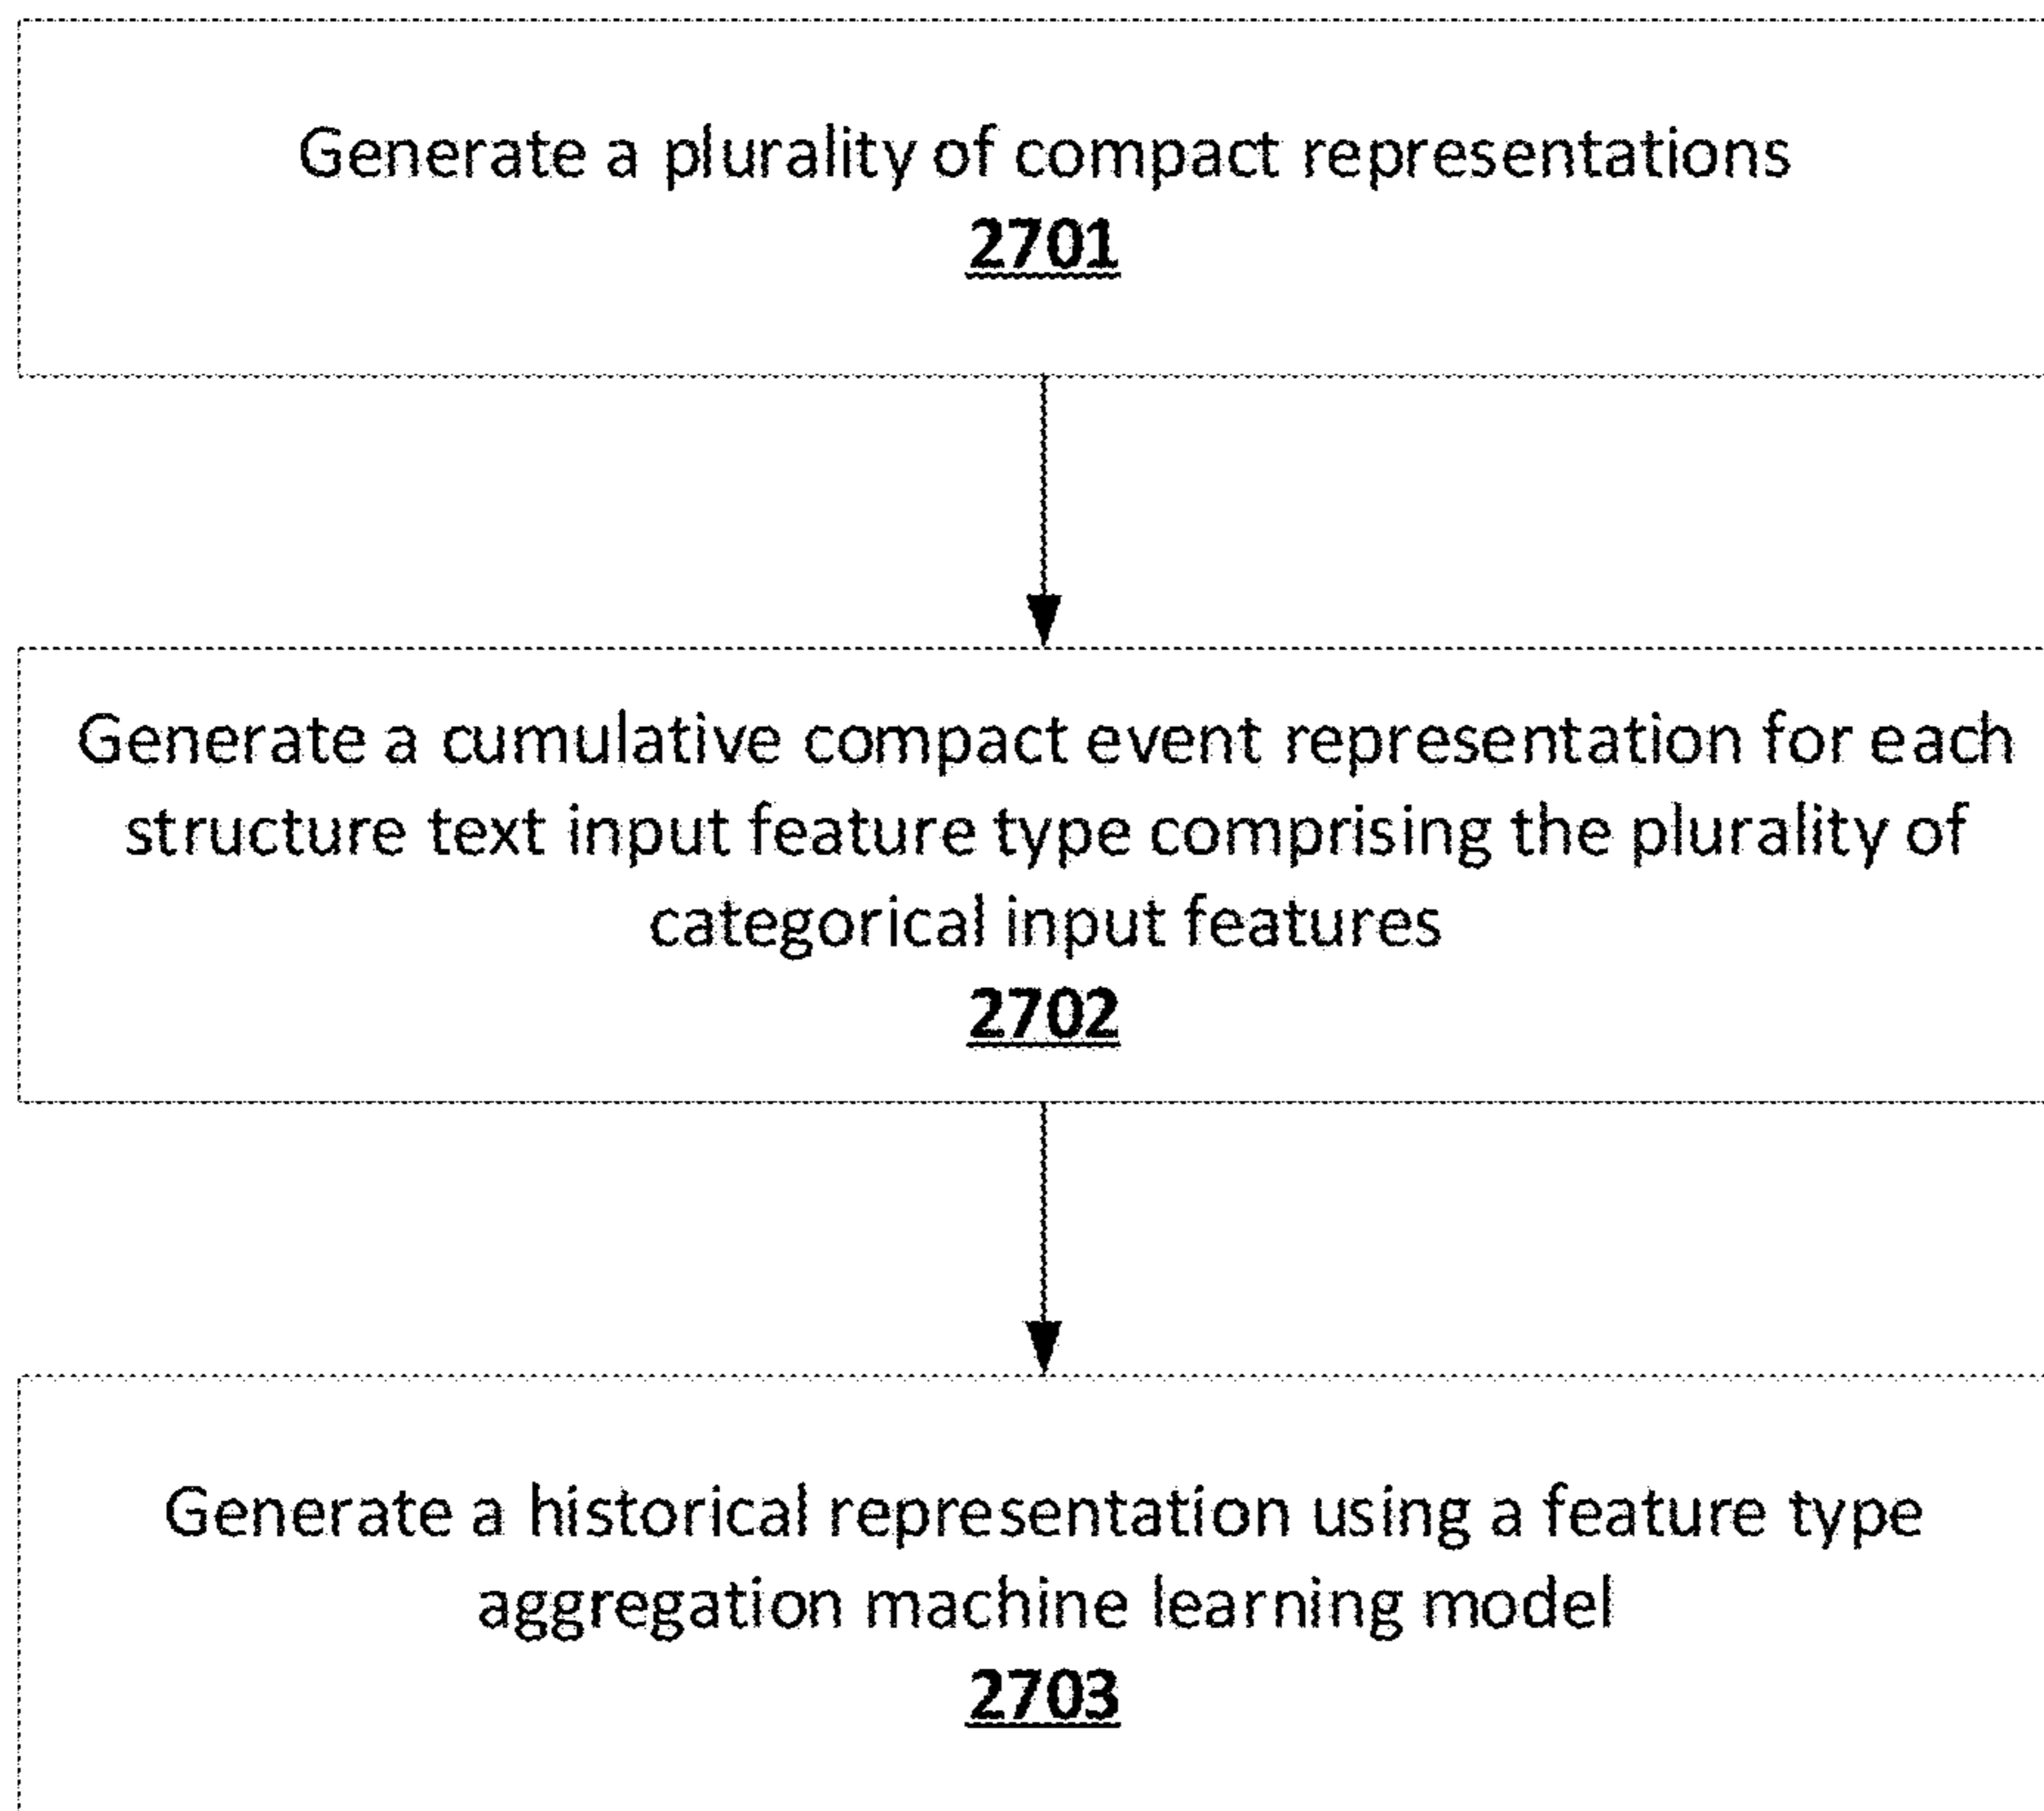 Generate a plurality of compact representations
2701
Generate a cumulative compact event representation for each
structure text input feature type comprising the plurality of
categorical input features
2702
Generate a historical representation using a feature type
aggregation machine learning model
2703